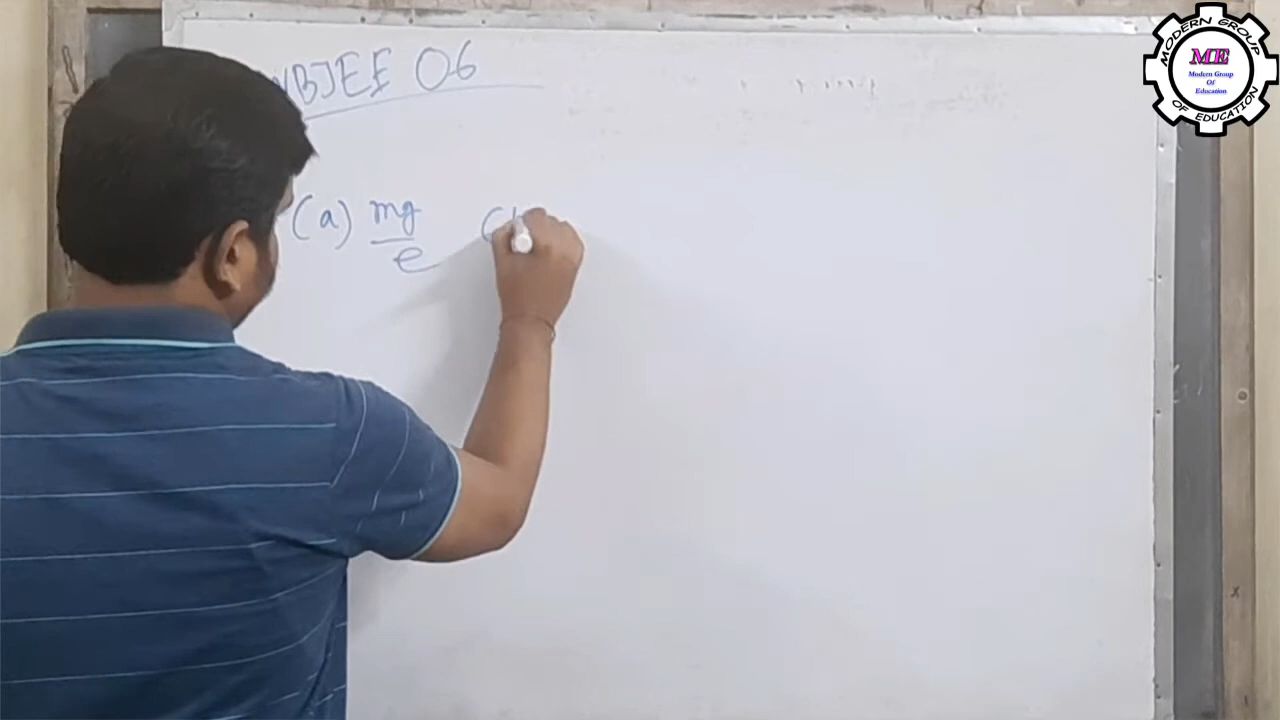 WBJEE 06
(a) mg/e (b
MODERN GROUP
OF EDUCATION
ME
Modern Group
Of
Education